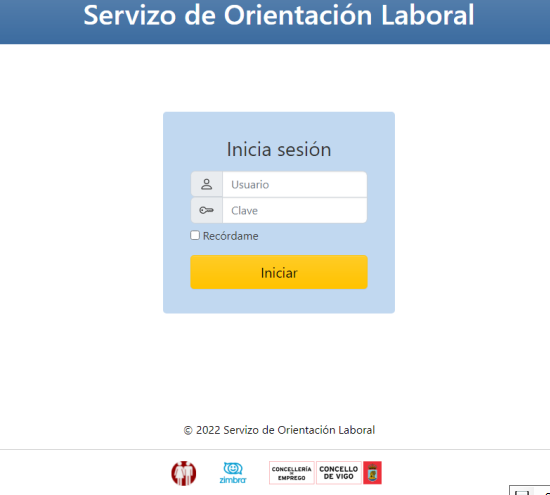 Servizo de Orientación Laboral
Inicia sesión
Usuario
Clave
Recórdame
Iniciar
© 2022 Servizo de Orientación Laboral
zimbra
CONCELLERÍA
DE
EMPREGO
CONCELLO
DE VIGO